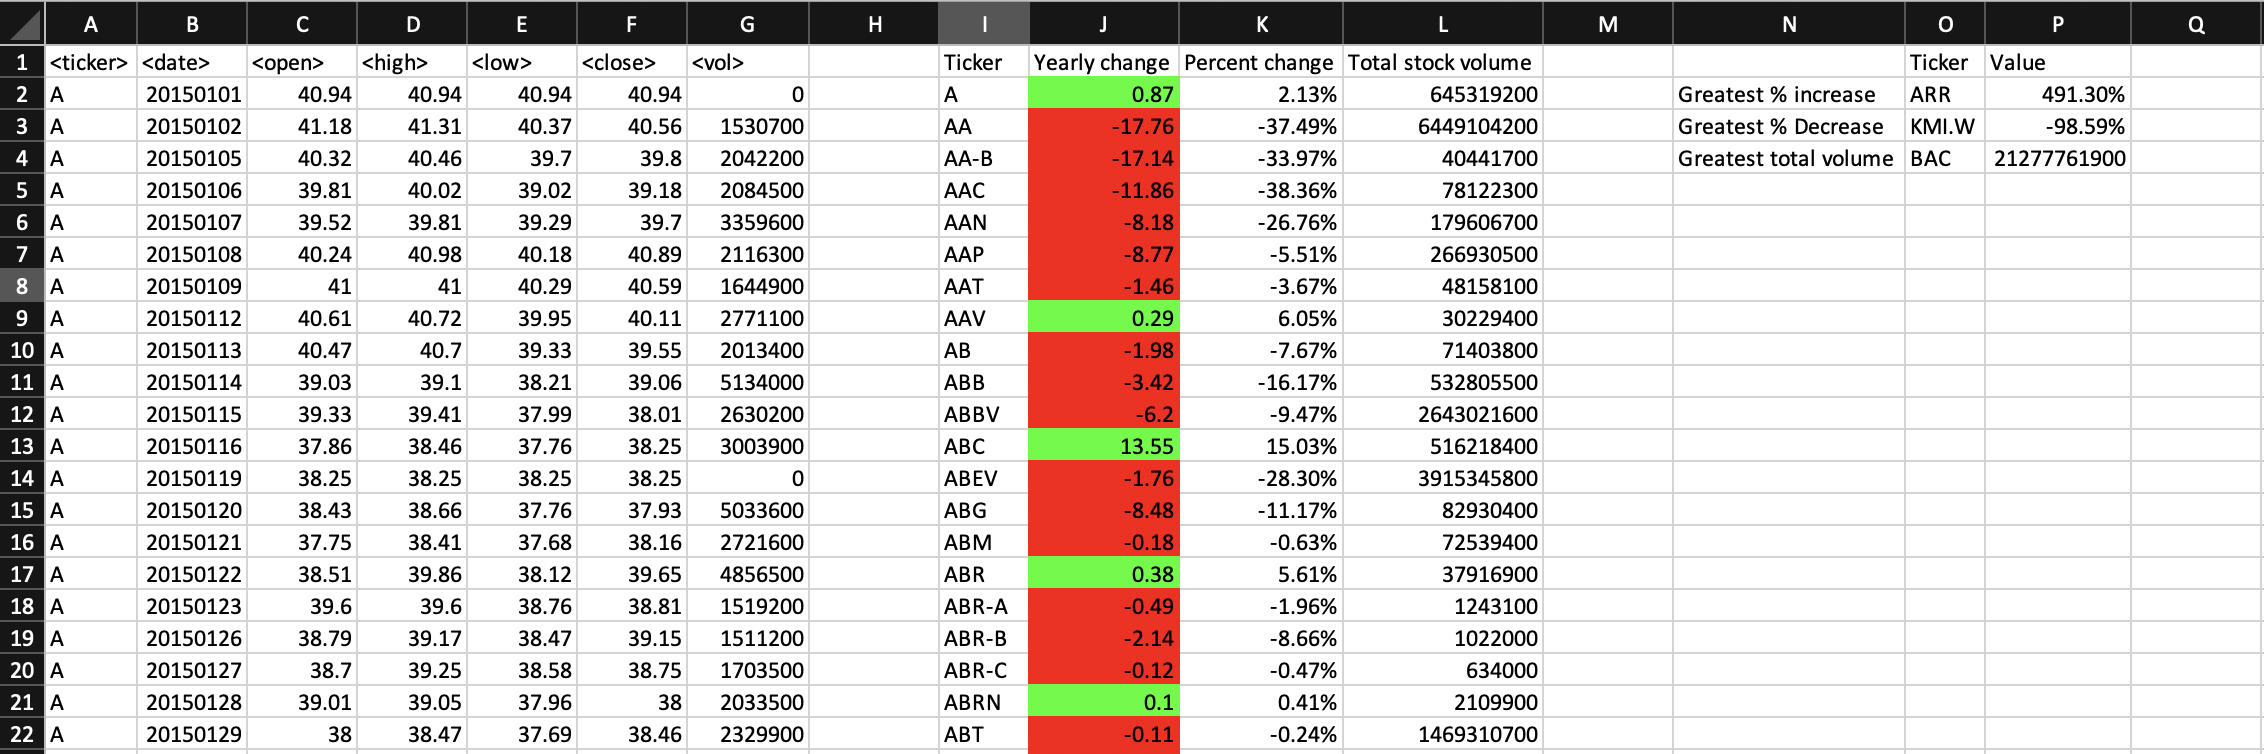 A B C D E F G H I J K L M N O P Q
1 <ticker> <date> <open> <high> <low> <close> <vol> Ticker Yearly change Percent change Total stock volume Ticker Value
2 A 20150101 40.94 40.94 40.94 40.94 0 A 0.87 2.13% 645319200 Greatest % increase ARR 491.30%
3 A 20150102 41.18 41.31 40.37 40.56 1530700 AA -17.76 -37.49% 6449104200 Greatest % Decrease KMI.W -98.59%
4 A 20150105 40.32 40.46 39.7 39.8 2042200 AA-B -17.14 -33.97% 40441700 Greatest total volume BAC 21277761900
5 A 20150106 39.81 40.02 39.02 39.18 2084500 AAC -11.86 -38.36% 78122300
6 A 20150107 39.52 39.81 39.29 39.7 3359600 AAN -8.18 -26.76% 179606700
7 A 20150108 40.24 40.98 40.18 40.89 2116300 AAP -8.77 -5.51% 266930500
8 A 20150109 41 41 40.29 40.59 1644900 AAT -1.46 -3.67% 48158100
9 A 20150112 40.61 40.72 39.95 40.11 2771100 AAV 0.29 6.05% 30229400
10 A 20150113 40.47 40.7 39.33 39.55 2013400 AB -1.98 -7.67% 71403800
11 A 20150114 39.03 39.1 38.21 39.06 5134000 ABB -3.42 -16.17% 532805500
12 A 20150115 39.33 39.41 37.99 38.01 2630200 ABBV -6.2 -9.47% 2643021600
13 A 20150116 37.86 38.46 37.76 38.25 3003900 ABC 13.55 15.03% 516218400
14 A 20150119 38.25 38.25 38.25 38.25 0 ABEV -1.76 -28.30% 3915345800
15 A 20150120 38.43 38.66 37.76 37.93 5033600 ABG -8.48 -11.17% 82930400
16 A 20150121 37.75 38.41 37.68 38.16 2721600 ABM -0.18 -0.63% 72539400
17 A 20150122 38.51 39.86 38.12 39.65 4856500 ABR 0.38 5.61% 37916900
18 A 20150123 39.6 39.6 38.76 38.81 1519200 ABR-A -0.49 -1.96% 1243100
19 A 20150126 38.79 39.17 38.47 39.15 1511200 ABR-B -2.14 -8.66% 1022000
20 A 20150127 38.7 39.25 38.58 38.75 1703500 ABR-C -0.12 -0.47% 634000
21 A 20150128 39.01 39.05 37.96 38 2033500 ABRN 0.1 0.41% 2109900
22 A 20150129 38 38.47 37.69 38.46 2329900 ABT -0.11 -0.24% 1469310700